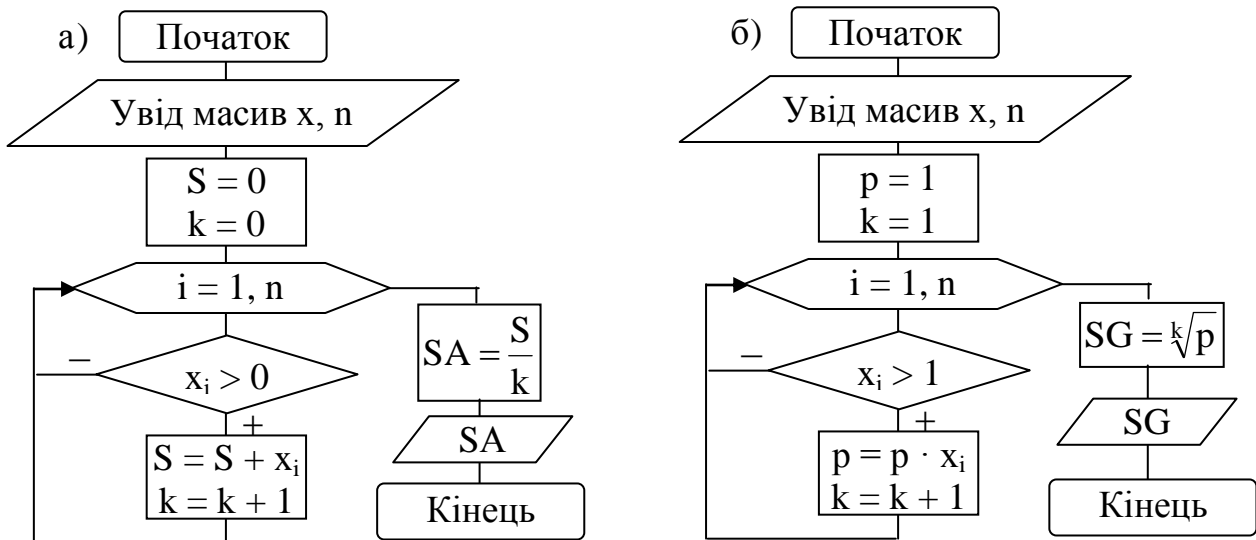 а)
Початок
Увід масив x, n
S = 0
k = 0
i = 1, n
–
xᵢ > 0
+
S = S + xᵢ
k = k + 1
SA = S/k
SA
Кінець
б)
Початок
Увід масив x, n
p = 1
k = 1
i = 1, n
–
xᵢ > 1
+
p = p · xᵢ
k = k + 1
SG = ᵏ√p
SG
Кінець